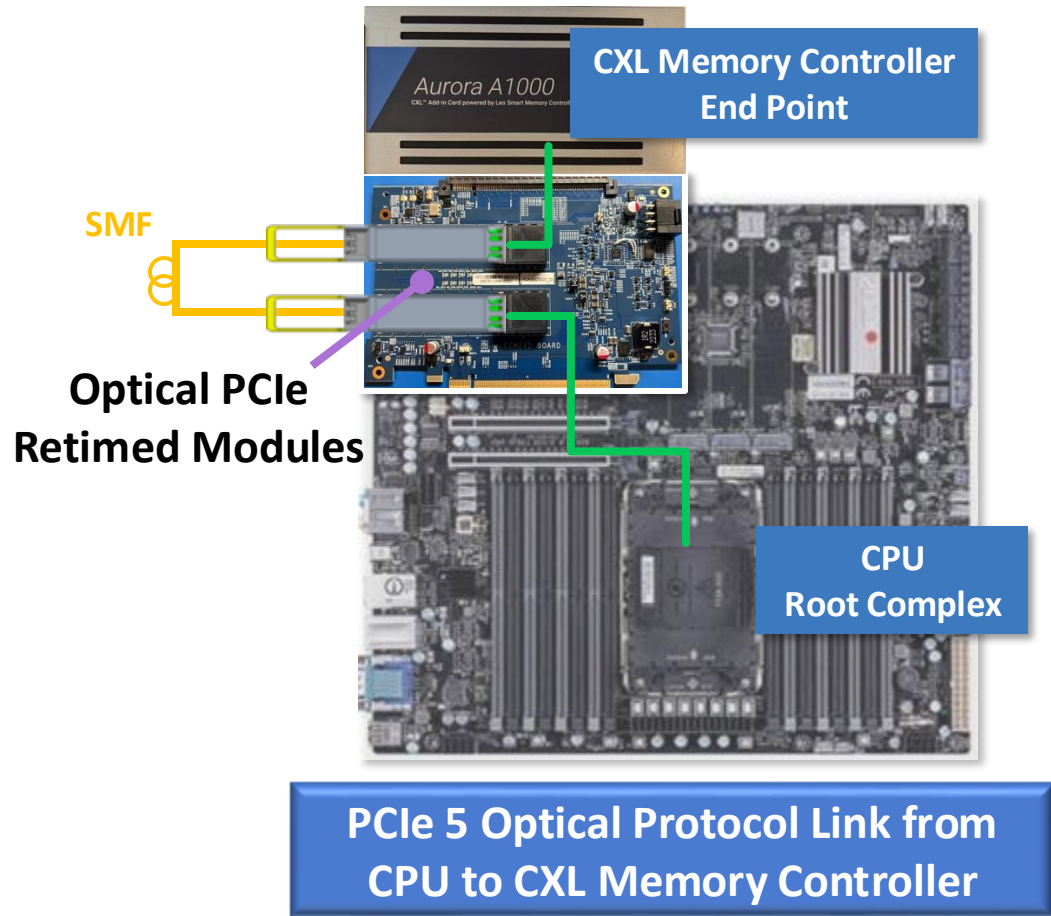 Aurora A1000
CXL™ Add-in Card powered by Leo Smart Memory
CXL Memory Controller
End Point
SMF
BOARD
Optical PCIe
Retimed Modules
CPU
Root Complex
PCIe 5 Optical Protocol Link from
CPU to CXL Memory Controller